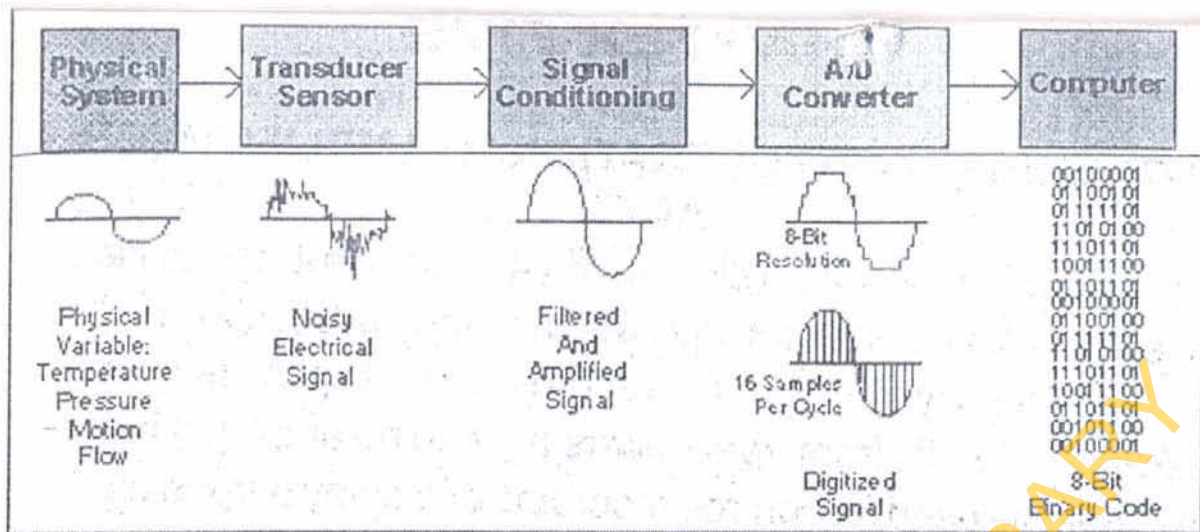 Physical
System
Transducer
Sensor
Signal
Conditioning
A/D
Converter
Computer
Physical
Variable:
Temperature
Pressure
Motion
Flow
Noisy
Electrical
Signal
Filtered
And
Amplified
Signal
8-Bit
Resolution
16 Samples
Per Cycle
Digitized
Signal
00100001
01100101
01111101
11010100
11101101
10011100
01101101
00100001
01100100
01111101
11010100
11101101
10011100
01101101
00101100
00100001
8-Bit
Binary Code